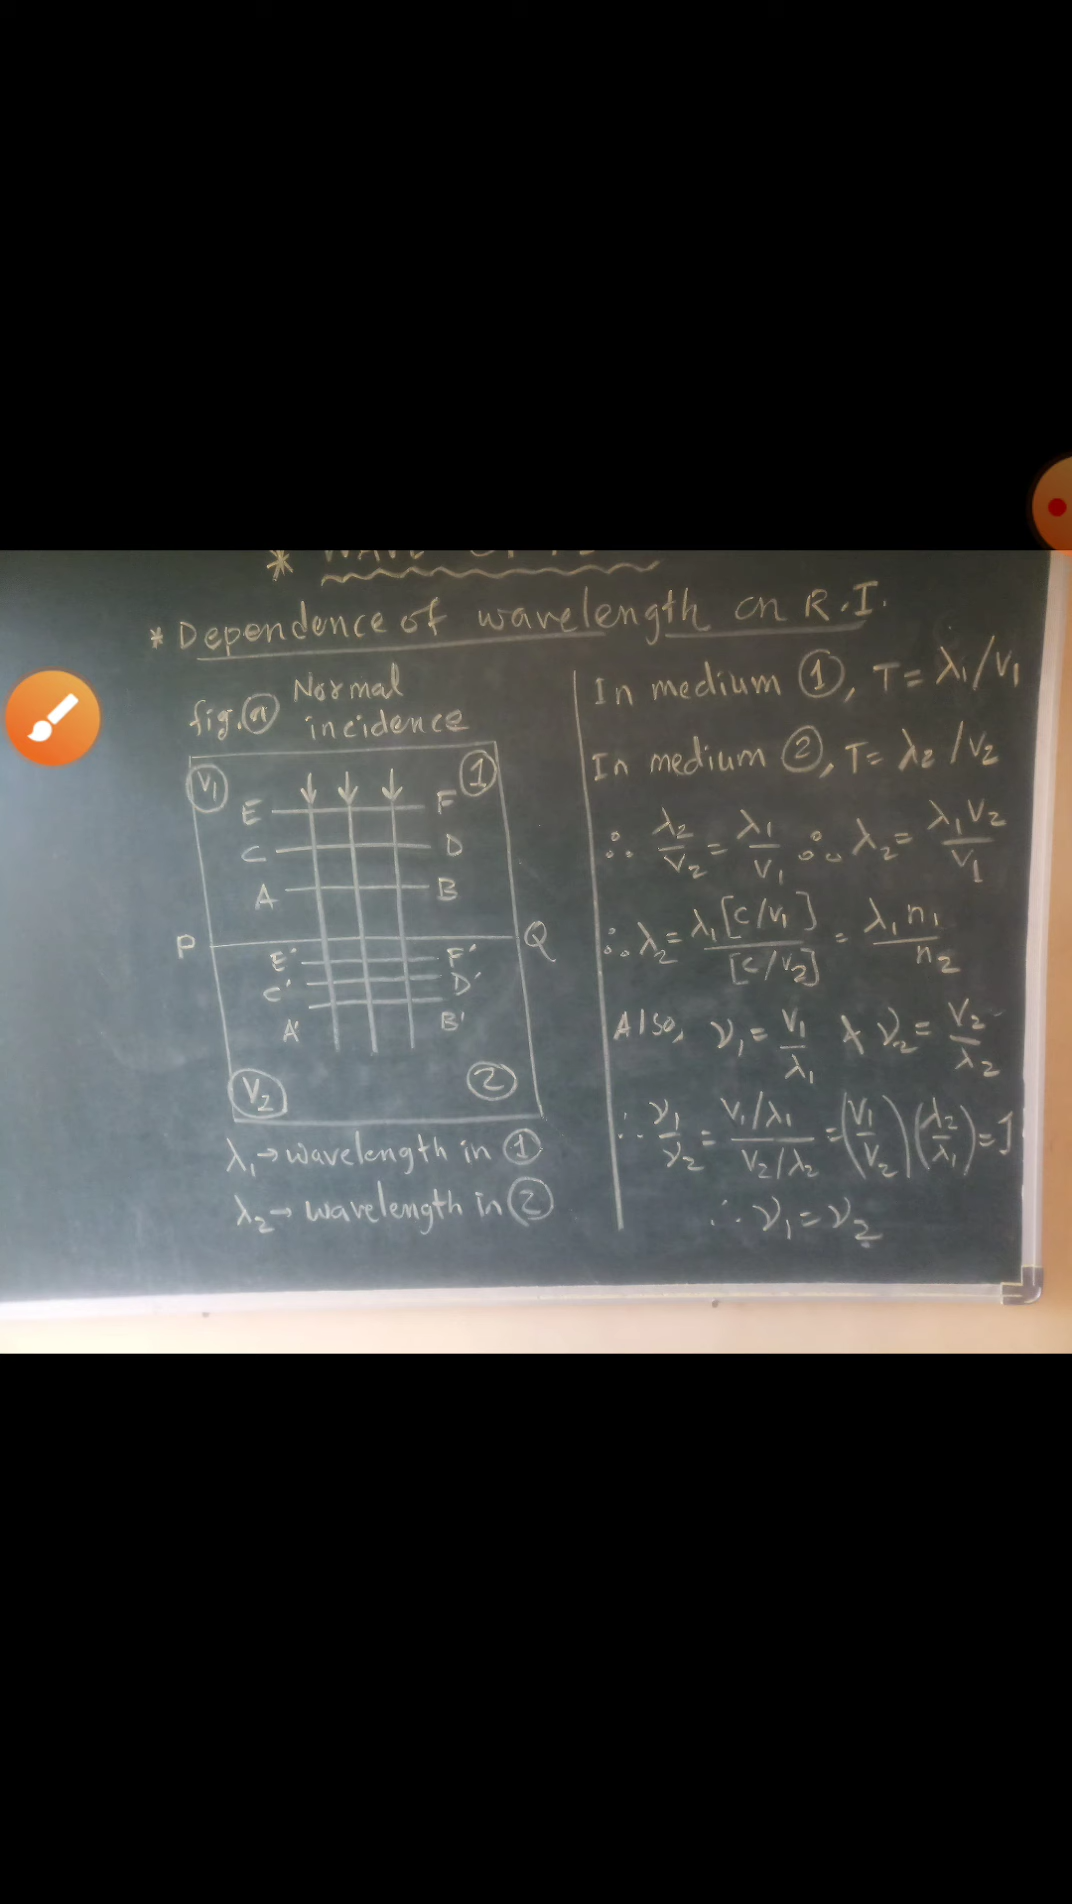 * Dependence of wavelength on R.I.
fig. ⓐ Normal
incidence
V₁ ①
E F
C D
A B
P Q
E' F'
C' D'
A' B'
V₂ ②
λ₁→wavelength in ①
λ₂→wavelength in ②
In medium ①, T= λ₁/V₁
In medium ②, T= λ₂/V₂
∴ λ₂/V₂ = λ₁/V₁ ∴ λ₂= λ₁V₂/V₁
∴ λ₂= λ₁[c/v₁]/[c/v₂] = λ₁n₁/n₂
Also, ν₁= V₁/λ₁ & ν₂= V₂/λ₂
∴ ν₁/ν₂ = V₁/λ₁ / V₂/λ₂ =(V₁/V₂)(λ₂/λ₁)=1
∴ ν₁=ν₂